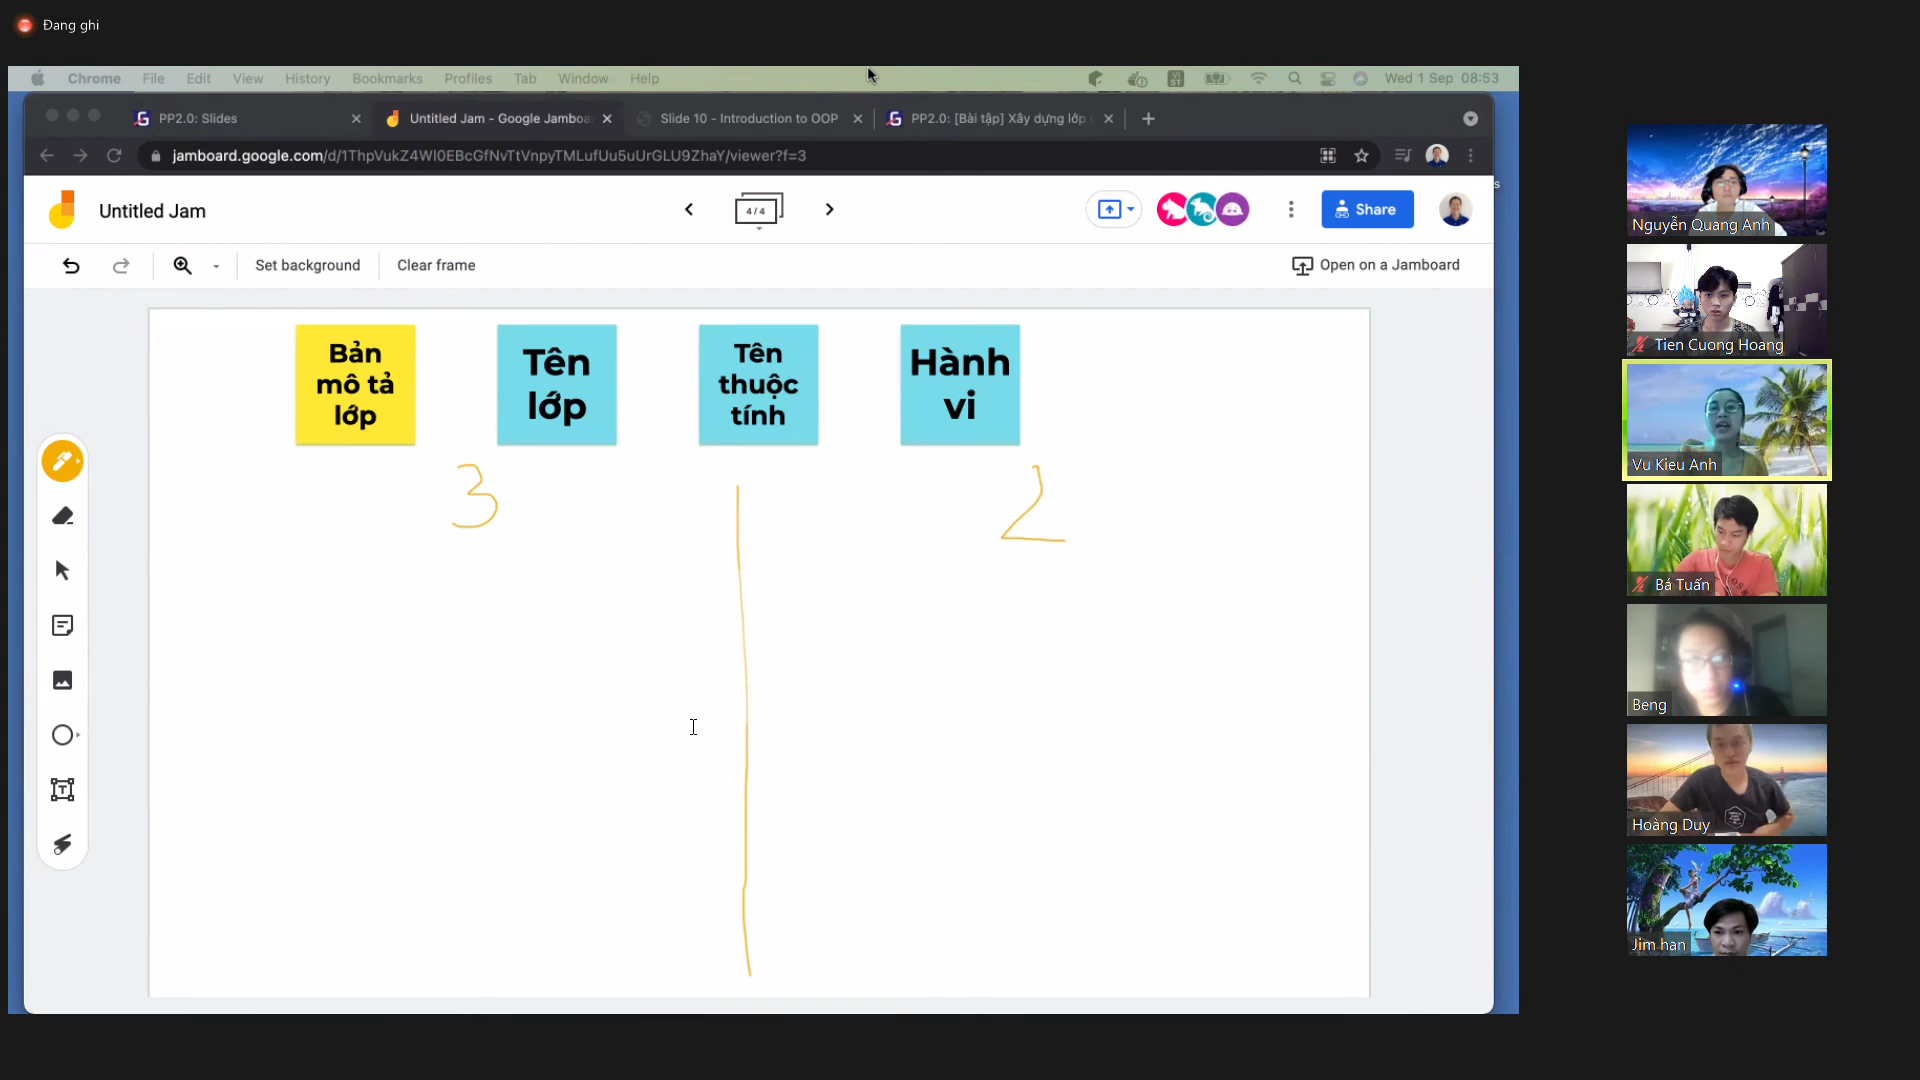 Đang ghi
Chrome File Edit View History Bookmarks Profiles Tab Window Help
Wed 1 Sep 08:53
PP2.0: Slides
Untitled Jam - Google Jamboa
Slide 10 - Introduction to OOP
PP2.0: [Bài tập] Xây dựng lớp
jamboard.google.com/d/1ThpVukZ4Wl0EBcGfNvTtVnpyTMLufUu5uUrGLU9ZhaY/viewer?f=3
Untitled Jam
4/4
Share
Set background
Clear frame
Open on a Jamboard
Bản
mô tả
lớp
Tên
lớp
Tên
thuộc
tính
Hành
vi
3
2
Nguyễn Quang Anh
Tien Cuong Hoang
Vu Kieu Anh
Bá Tuấn
Beng
Hoàng Duy
Jim han